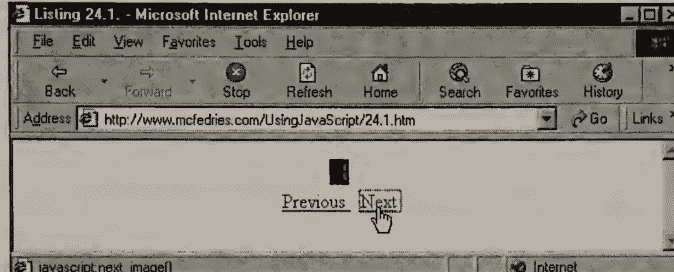 Listing 24.1. - Microsoft Internet Explorer
File Edit View Favorites Tools Help
Back Forward Stop Refresh Home Search Favorites History
Address http://www.mcfedries.com/UsingJavaScript/24.1.htm Go Links
Previous Next
javascript:next_image() Internet